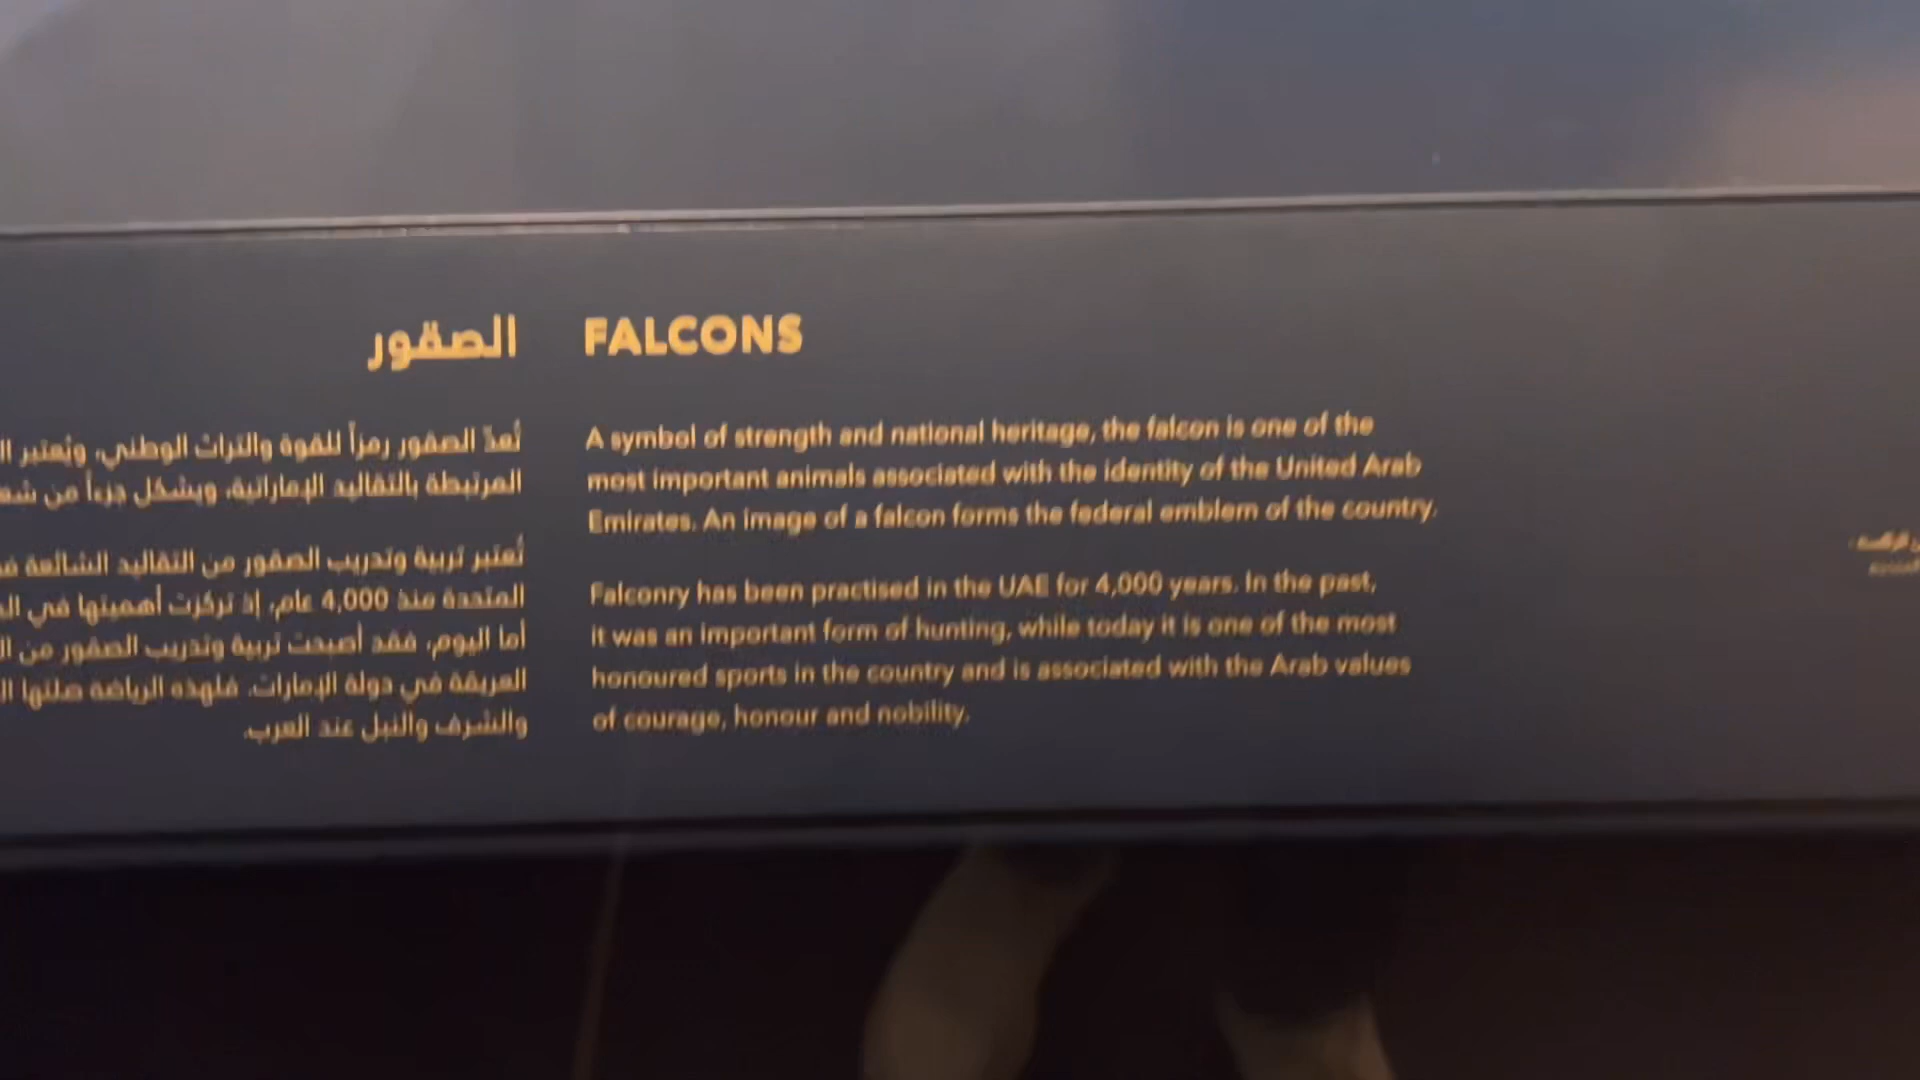 الصقور
تُعدّ الصقور رمزاً للقوة والتراث الوطني، ويُعتبر
المرتبطة بالتقاليد الإماراتية، ويشكل جزءاً من
تُعتبر تربية وتدريب الصقور من التقاليد الشائعة
المتحدة منذ 4,000 عام، إذ تركزت أهميتها في
أما اليوم، فقد أصبحت تربية وتدريب الصقور من
العريقة في دولة الإمارات. فلهذه الرياضة صلتها
والشرف والنبل عند العرب.
FALCONS
A symbol of strength and national heritage, the falcon is one of the
most important animals associated with the identity of the United Arab
Emirates. An image of a falcon forms the federal emblem of the country.
Falconry has been practised in the UAE for 4,000 years. In the past,
it was an important form of hunting, while today it is one of the most
honoured sports in the country and is associated with the Arab values
of courage, honour and nobility.